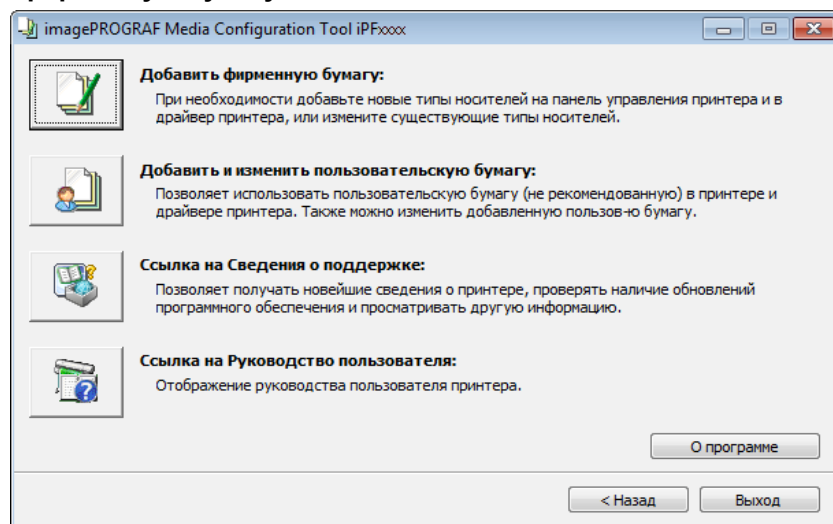 imagePROGRAF Media Configuration Tool iPFxxxx
Добавить фирменную бумагу:
При необходимости добавьте новые типы носителей на панель управления принтера и в
драйвер принтера, или измените существующие типы носителей.
Добавить и изменить пользовательскую бумагу:
Позволяет использовать пользовательскую бумагу (не рекомендованную) в принтере и
драйвере принтера. Также можно изменить добавленную пользов-ю бумагу.
Ссылка на Сведения о поддержке:
Позволяет получать новейшие сведения о принтере, проверять наличие обновлений
программного обеспечения и просматривать другую информацию.
Ссылка на Руководство пользователя:
Отображение руководства пользователя принтера.
О программе
< Назад
Выход